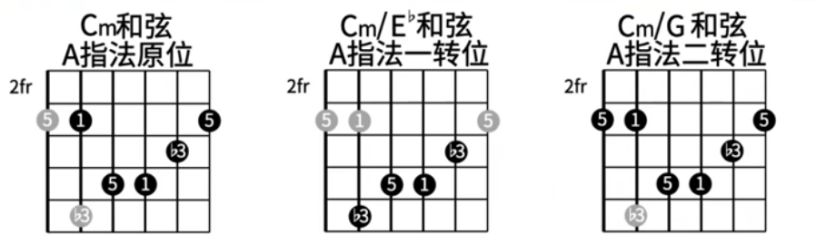 Cm和弦
A指法原位
2fr
5 1 5
♭3
5 1
♭3
Cm/E♭和弦
A指法一转位
2fr
5 1 5
♭3
5 1
♭3
Cm/G 和弦
A指法二转位
2fr
5 1 5
♭3
5 1
♭3